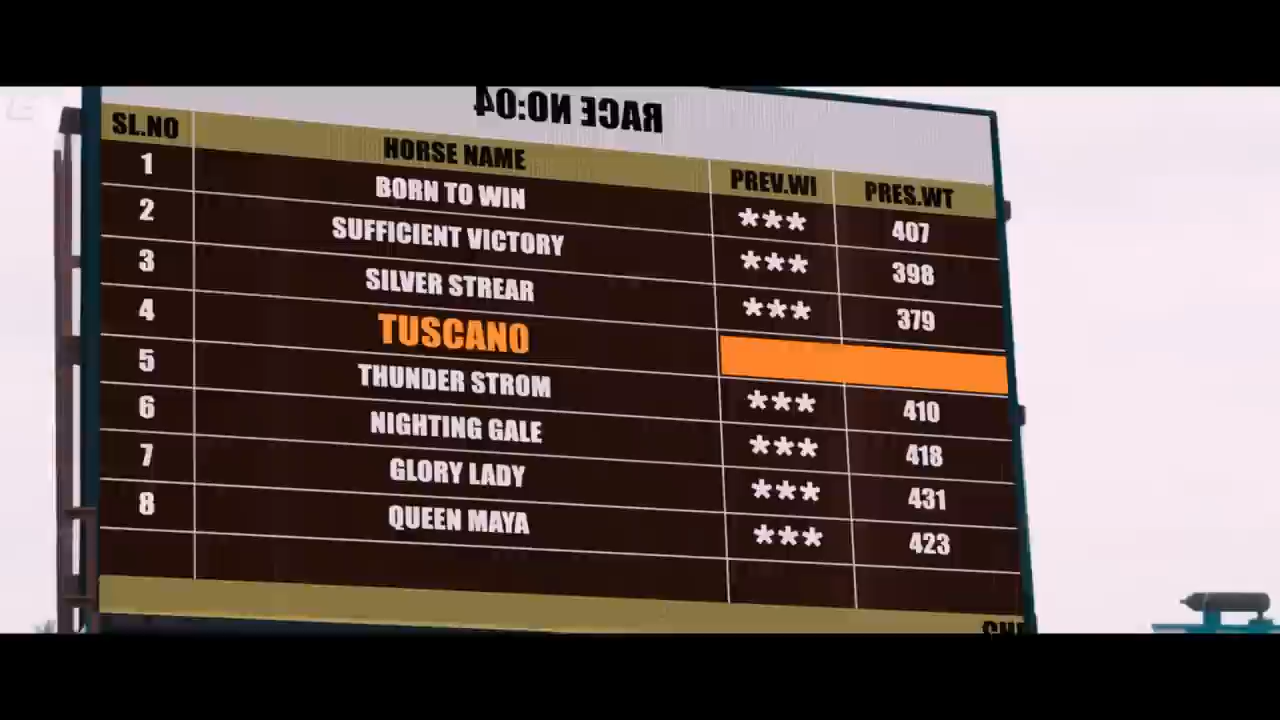 RACE NO:04
SL.NO HORSE NAME PREV.WI PRES.WT
1 BORN TO WIN *** 407
2 SUFFICIENT VICTORY *** 398
3 SILVER STREAR *** 379
4 TUSCANO
5 THUNDER STROM *** 410
6 NIGHTING GALE *** 418
7 GLORY LADY *** 431
8 QUEEN MAYA *** 423